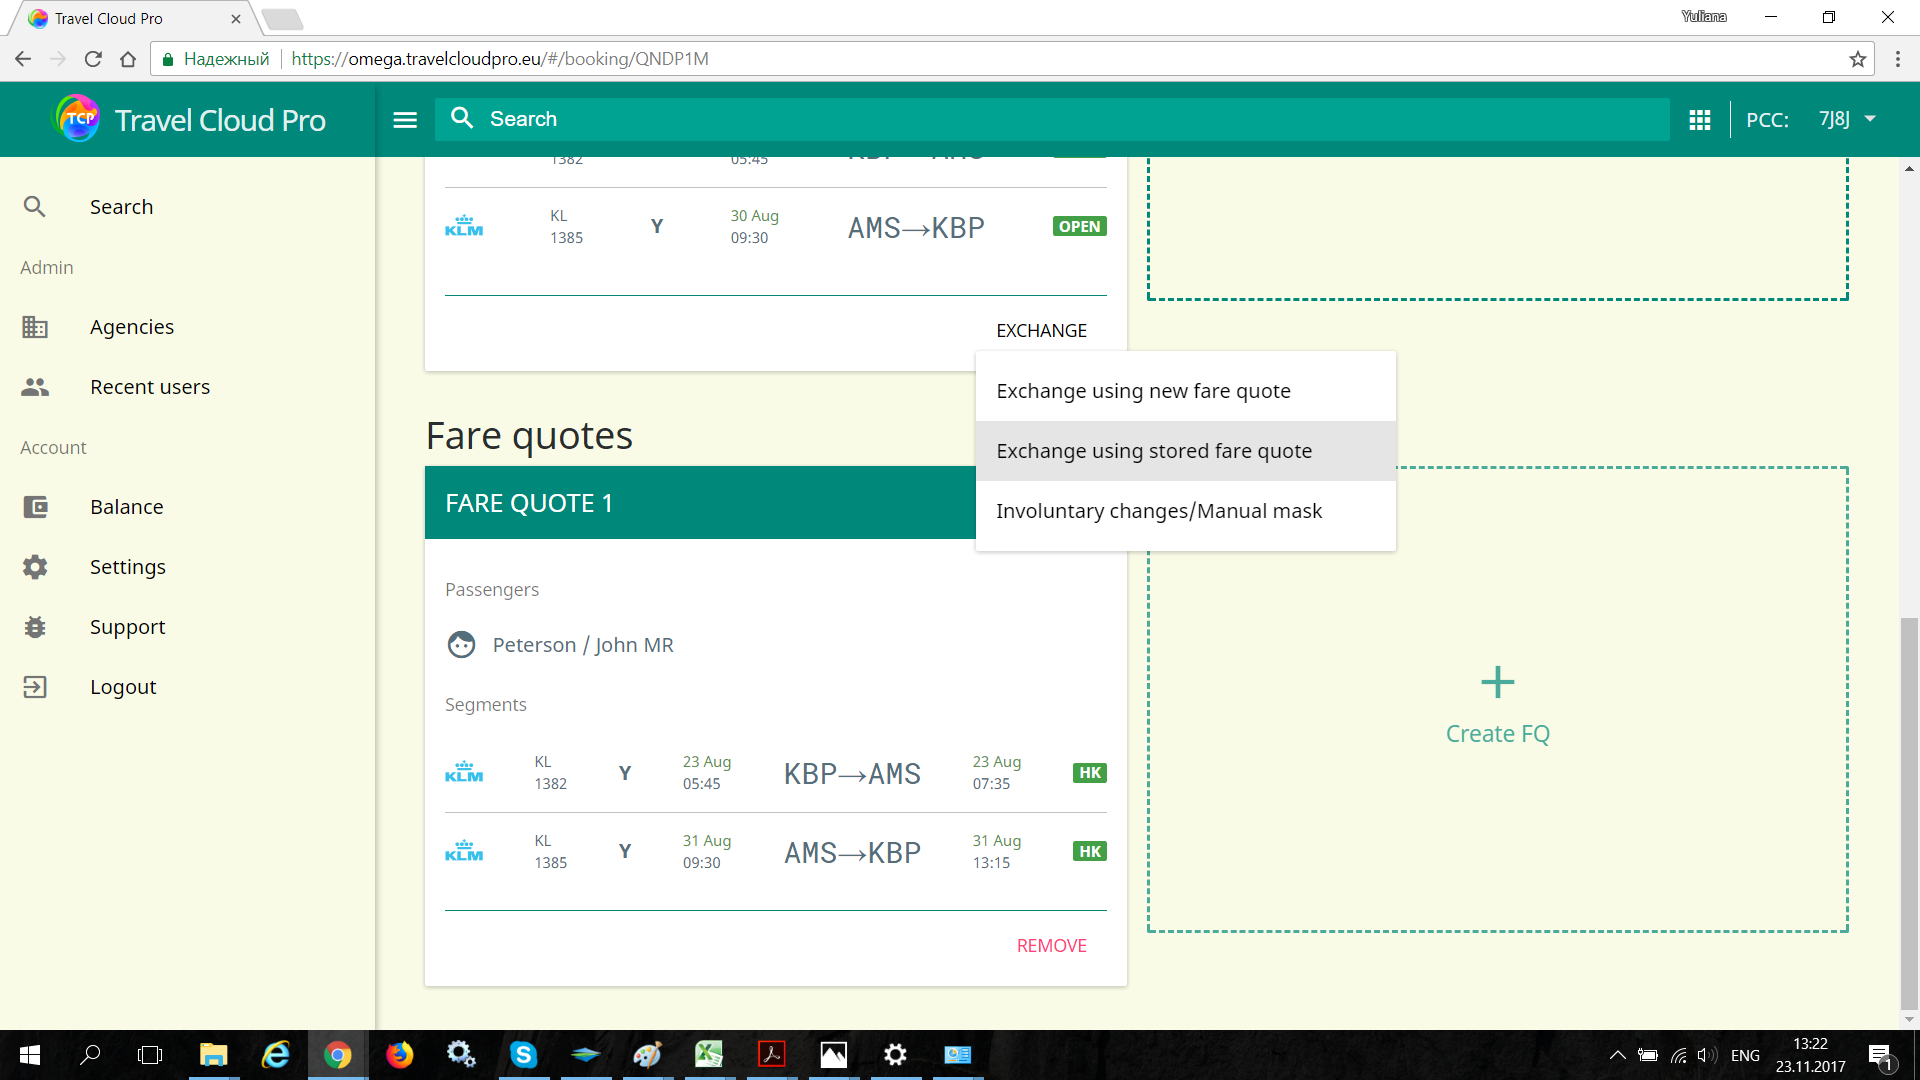 Travel Cloud Pro
Yuliana
Надежный https://omega.travelcloudpro.eu/#/booking/QNDP1M
TCP Travel Cloud Pro
Search
PCC: 7J8J
Search
Admin
Agencies
Recent users
Account
Balance
Settings
Support
Logout
1382 05:45 KBP→AMS
KLM KL Y 30 Aug AMS→KBP OPEN
1385 09:30
EXCHANGE
Exchange using new fare quote
Exchange using stored fare quote
Involuntary changes/Manual mask
Fare quotes
FARE QUOTE 1
Passengers
Peterson / John MR
Segments
KLM KL Y 23 Aug KBP→AMS 23 Aug HK
1382 05:45 07:35
KLM KL Y 31 Aug AMS→KBP 31 Aug HK
1385 09:30 13:15
REMOVE
Create FQ
ENG
13:22
23.11.2017
1